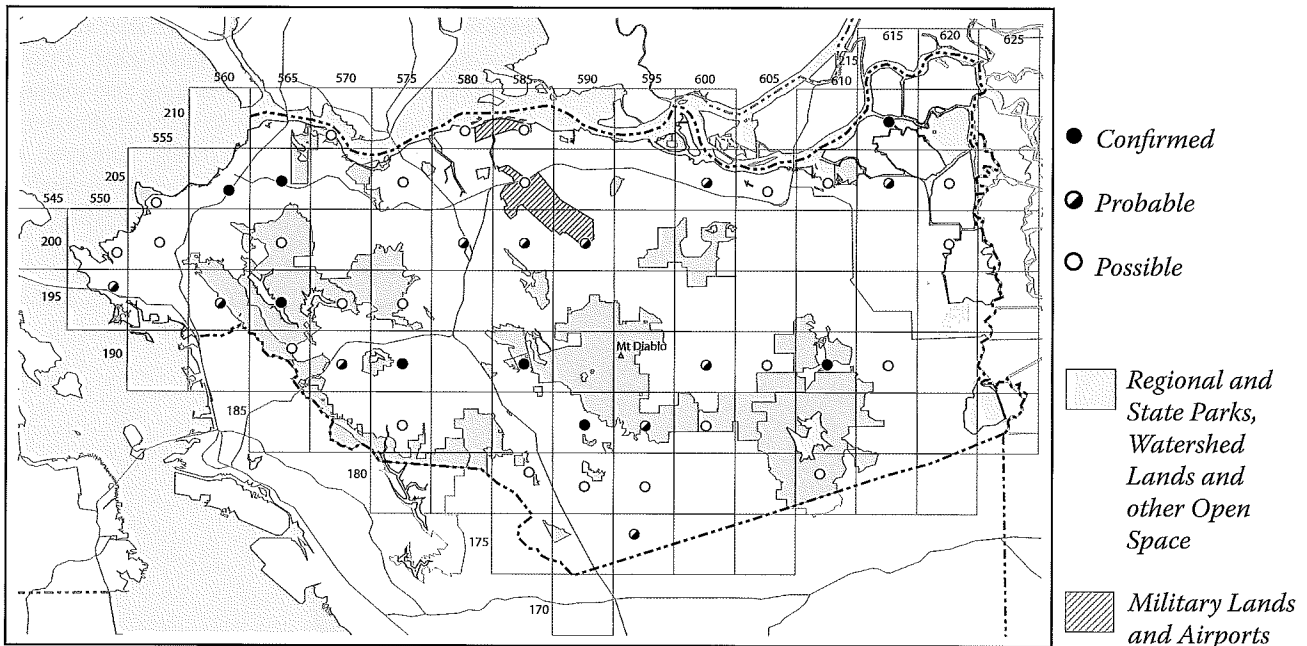 615 620 625
215
610
560 565 570 575 580 585 590 595 600 605
210
555
205
545 550
200
195
190
Mt Diablo
185
180
175
170
Confirmed
Probable
Possible
Regional and
State Parks,
Watershed
Lands and
other Open
Space
Military Lands
and Airports